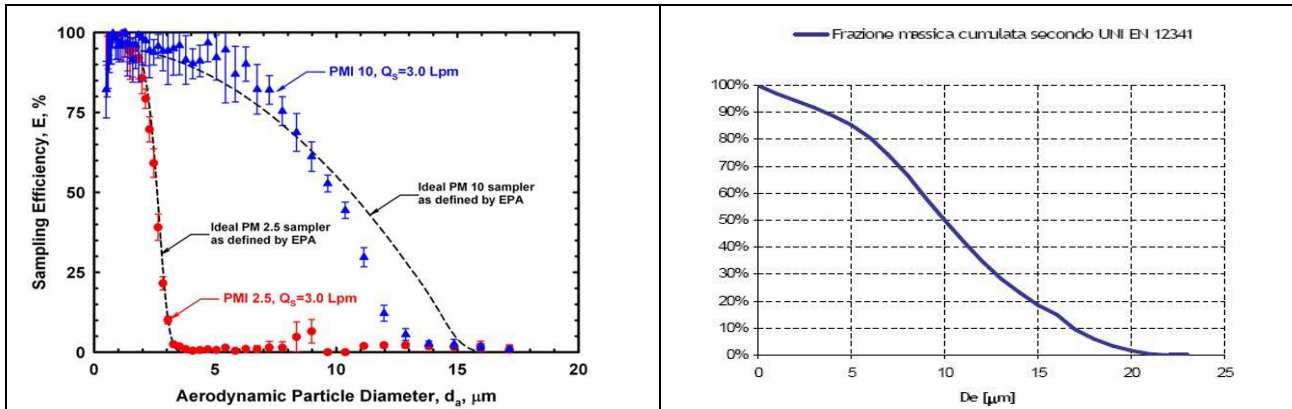 100
75
50
25
0
Sampling Efficiency, E, %
PMI 10, Qs=3.0 Lpm
Ideal PM 10 sampler
as defined by EPA
Ideal PM 2.5 sampler
as defined by EPA
PMI 2.5, Qs=3.0 Lpm
0 5 10 15 20
Aerodynamic Particle Diameter, da, μm
Frazione massica cumulata secondo UNI EN 12341
100%
90%
80%
70%
60%
50%
40%
30%
20%
10%
0%
0 5 10 15 20 25
De [μm]